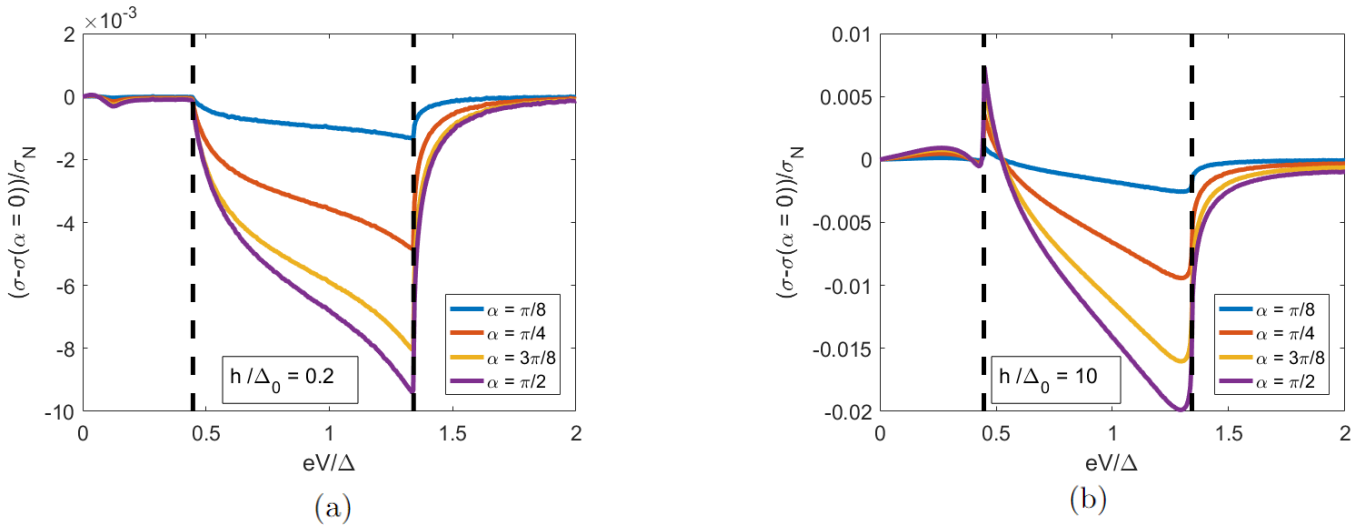 ×10⁻³
2
0
-2
-4
-6
-8
-10
(σ-σ(α = 0))/σ_N
0
0.5
1
1.5
2
eV/Δ
h /Δ₀ = 0.2
α = π/8
α = π/4
α = 3π/8
α = π/2
(a)
0.01
0.005
0
-0.005
-0.01
-0.015
-0.02
(σ-σ(α = 0))/σ_N
0
0.5
1
1.5
2
eV/Δ
h /Δ₀ = 10
α = π/8
α = π/4
α = 3π/8
α = π/2
(b)